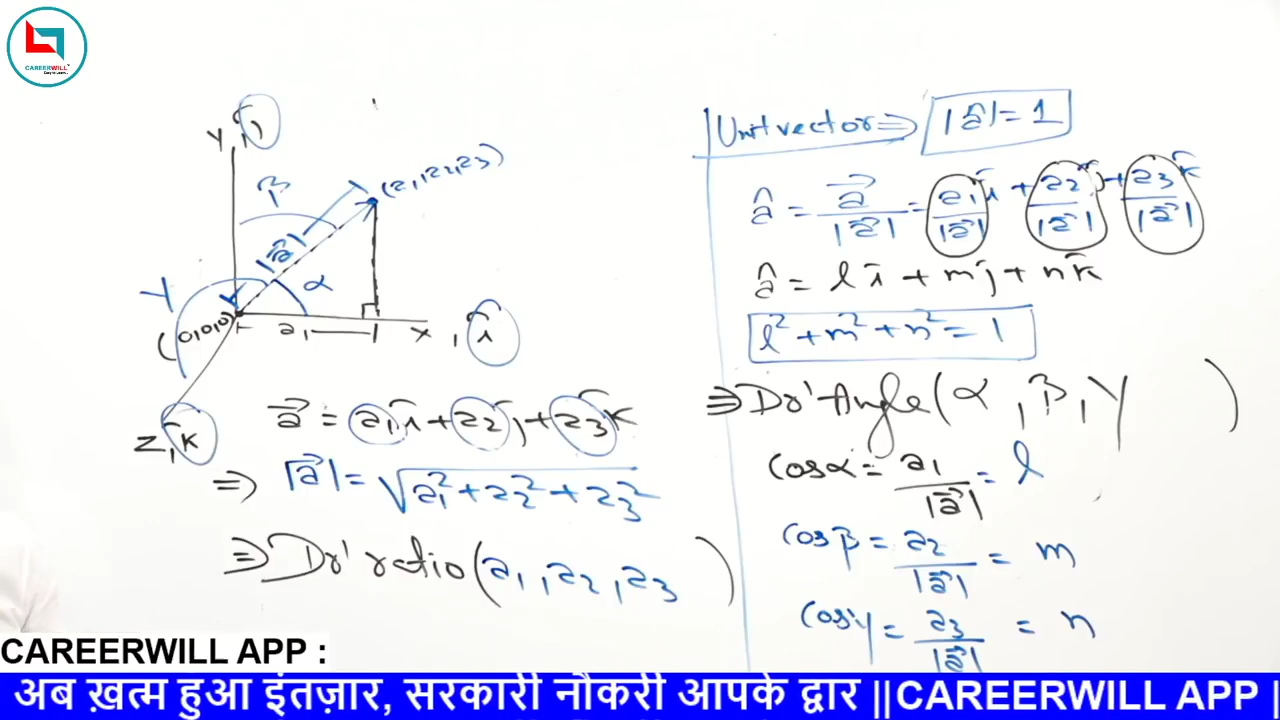 CAREERWILL
Y, ĵ
β
(a₁, a₂, a₃)
|a⃗|
α
γ
(0,0,0)
a₁
X, î
Z, k̂
a⃗ = a₁î + a₂ĵ + a₃k̂
⇒ |a⃗| = √a₁² + a₂² + a₃²
⇒ Dr' ratio (a₁, a₂, a₃ )
Unit vector ⇒ |â| = 1
â = a⃗/|a⃗| = a₁/|a⃗| î + a₂/|a⃗| ĵ + a₃/|a⃗| k̂
â = lî + mĵ + nk̂
l² + m² + n² = 1
⇒ Dr' Angle (α, β, γ )
cosα = a₁/|a⃗| = l
cosβ = a₂/|a⃗| = m
cosγ = a₃/|a⃗| = n
CAREERWILL APP :
अब ख़त्म हुआ इंतज़ार, सरकारी नौकरी आपके द्वार ||CAREERWILL APP |